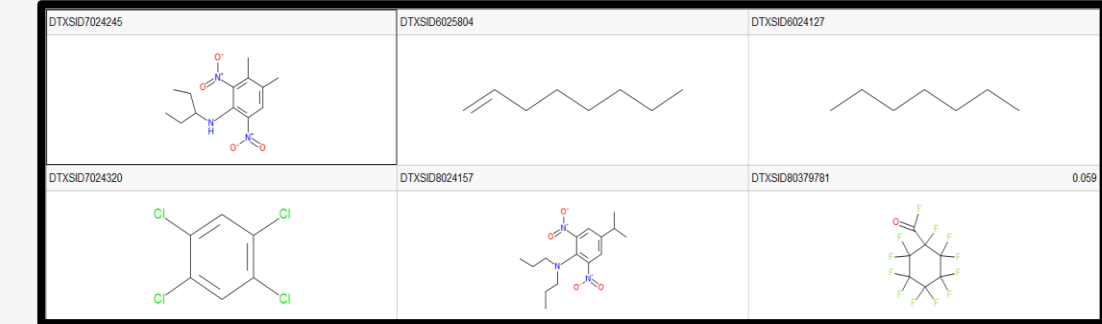 DTXSID7024245
DTXSID6025804
DTXSID6024127
O-
N+
O
N
H
N+
O-
O
DTXSID7024320
DTXSID8024157
DTXSID80379781
0.059
Cl
Cl
Cl
Cl
O-
N+
O
N
N+
O-
O
F
O
F
F
F
F
F
F
F
F
F
F
F